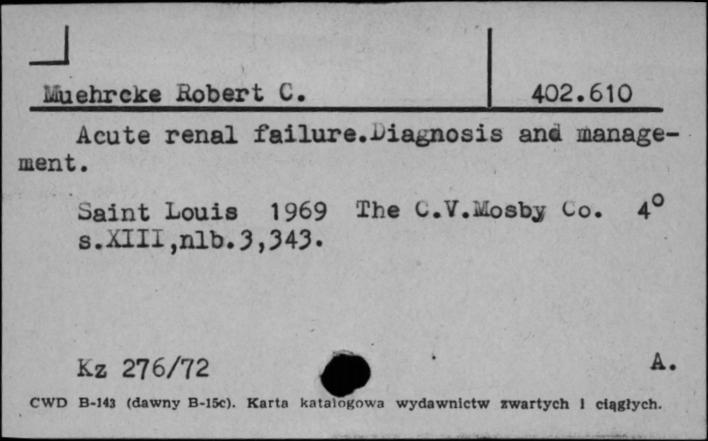 Muehrcke Robert C. 402.610
Acute renal failure.Diagnosis and manage-
ment.
Saint Louis 1969 The C.V.Mosby Co. 4°
s.XIII,nlb.3,343.
Kz 276/72 A.
CWD B-143 (dawny B-15c). Karta katalogowa wydawnictw zwartych i ciągłych.